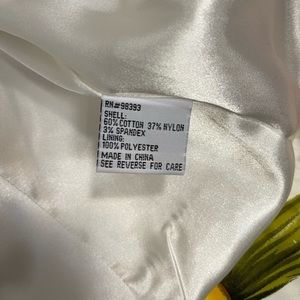 RN#98393
SHELL:
60%COTTON 37%NYLON
3% SPANDEX
LINING:
100%POLYESTER
MADE IN CHINA
SEE REVERSE FOR CARE